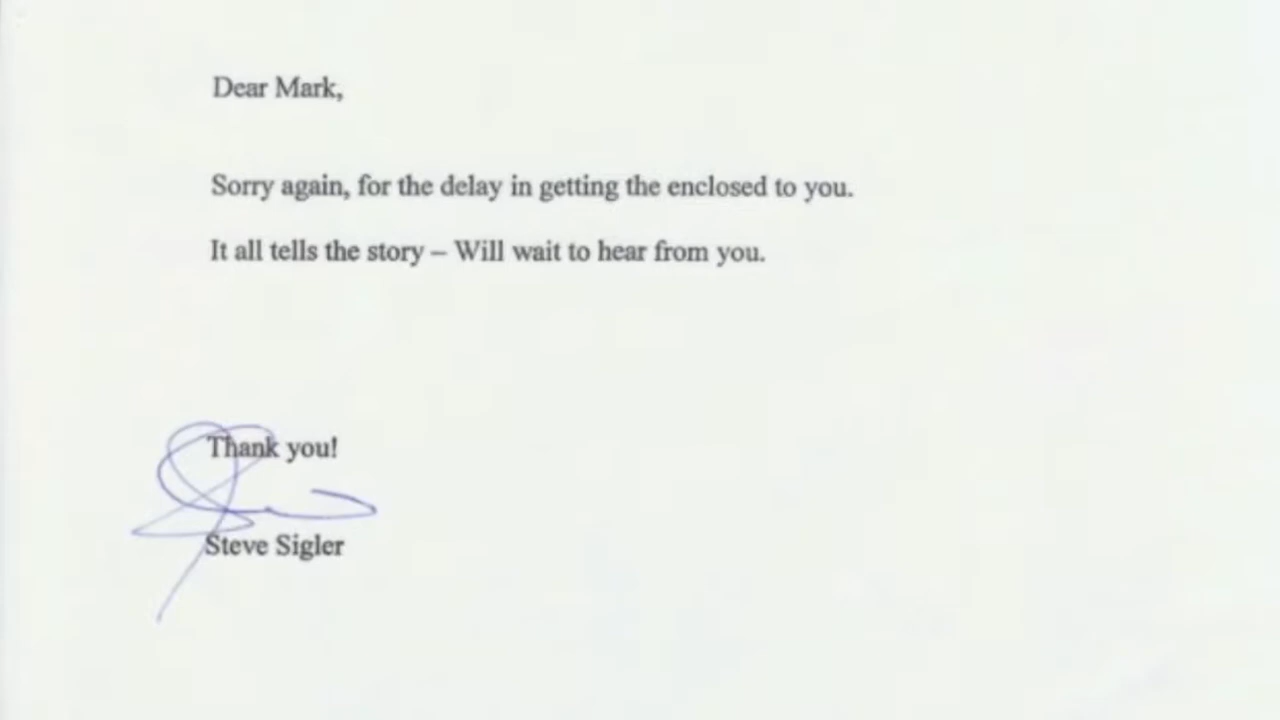 Dear Mark,
Sorry again, for the delay in getting the enclosed to you.
It all tells the story – Will wait to hear from you.
Thank you!
Steve Sigler